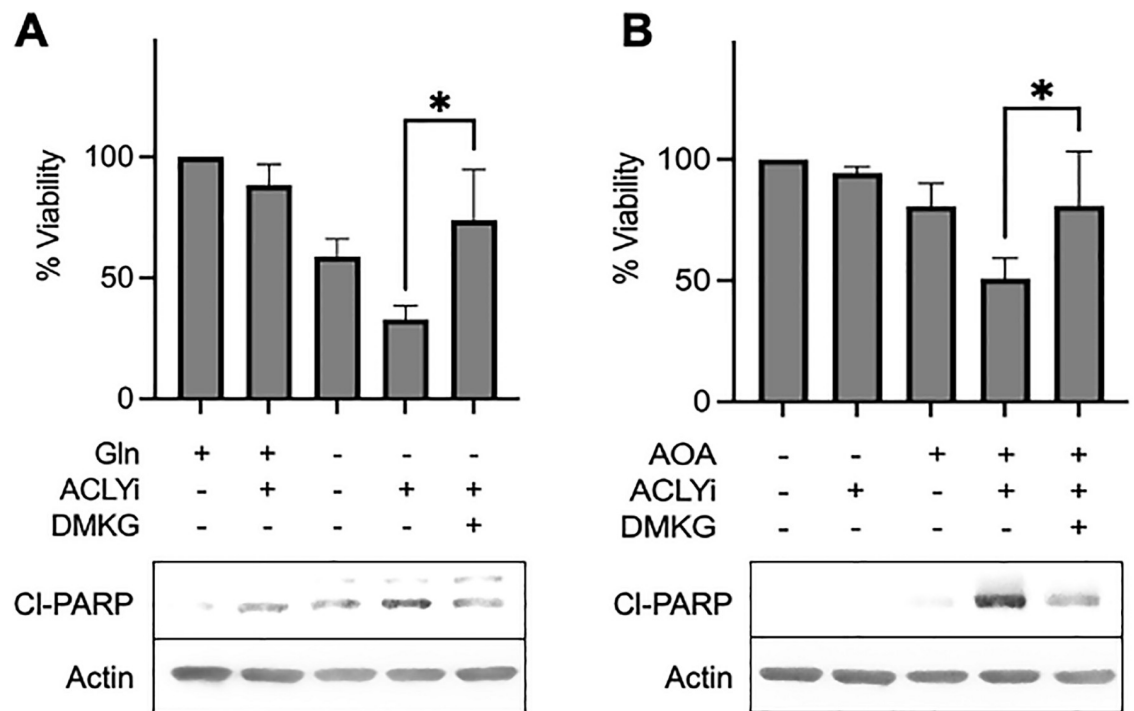 A
% Viability
100
50
0
*
Gln + + - - -
ACLYi - + - + +
DMKG - - - - +
Cl-PARP
Actin
B
% Viability
100
50
0
*
AOA - - + + +
ACLYi - + - + +
DMKG - - - - +
Cl-PARP
Actin